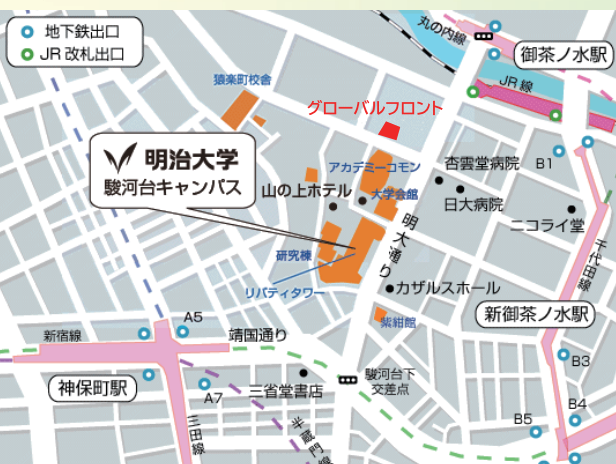 地下鉄出口
JR 改札出口
丸の内線
御茶ノ水駅
JR 線
猿楽町校舎
グローバルフロント
明治大学
駿河台キャンパス
アカデミーコモン
杏雲堂病院
B1
山の上ホテル
大学会館
日大病院
ニコライ堂
明大通り
千代田線
研究棟
リバティタワー
カザルスホール
紫紺館
新御茶ノ水駅
新宿線
A5
靖国通り
B3
神保町駅
A7
三省堂書店
駿河台下
交差点
B4
B5
三田線
半蔵門線